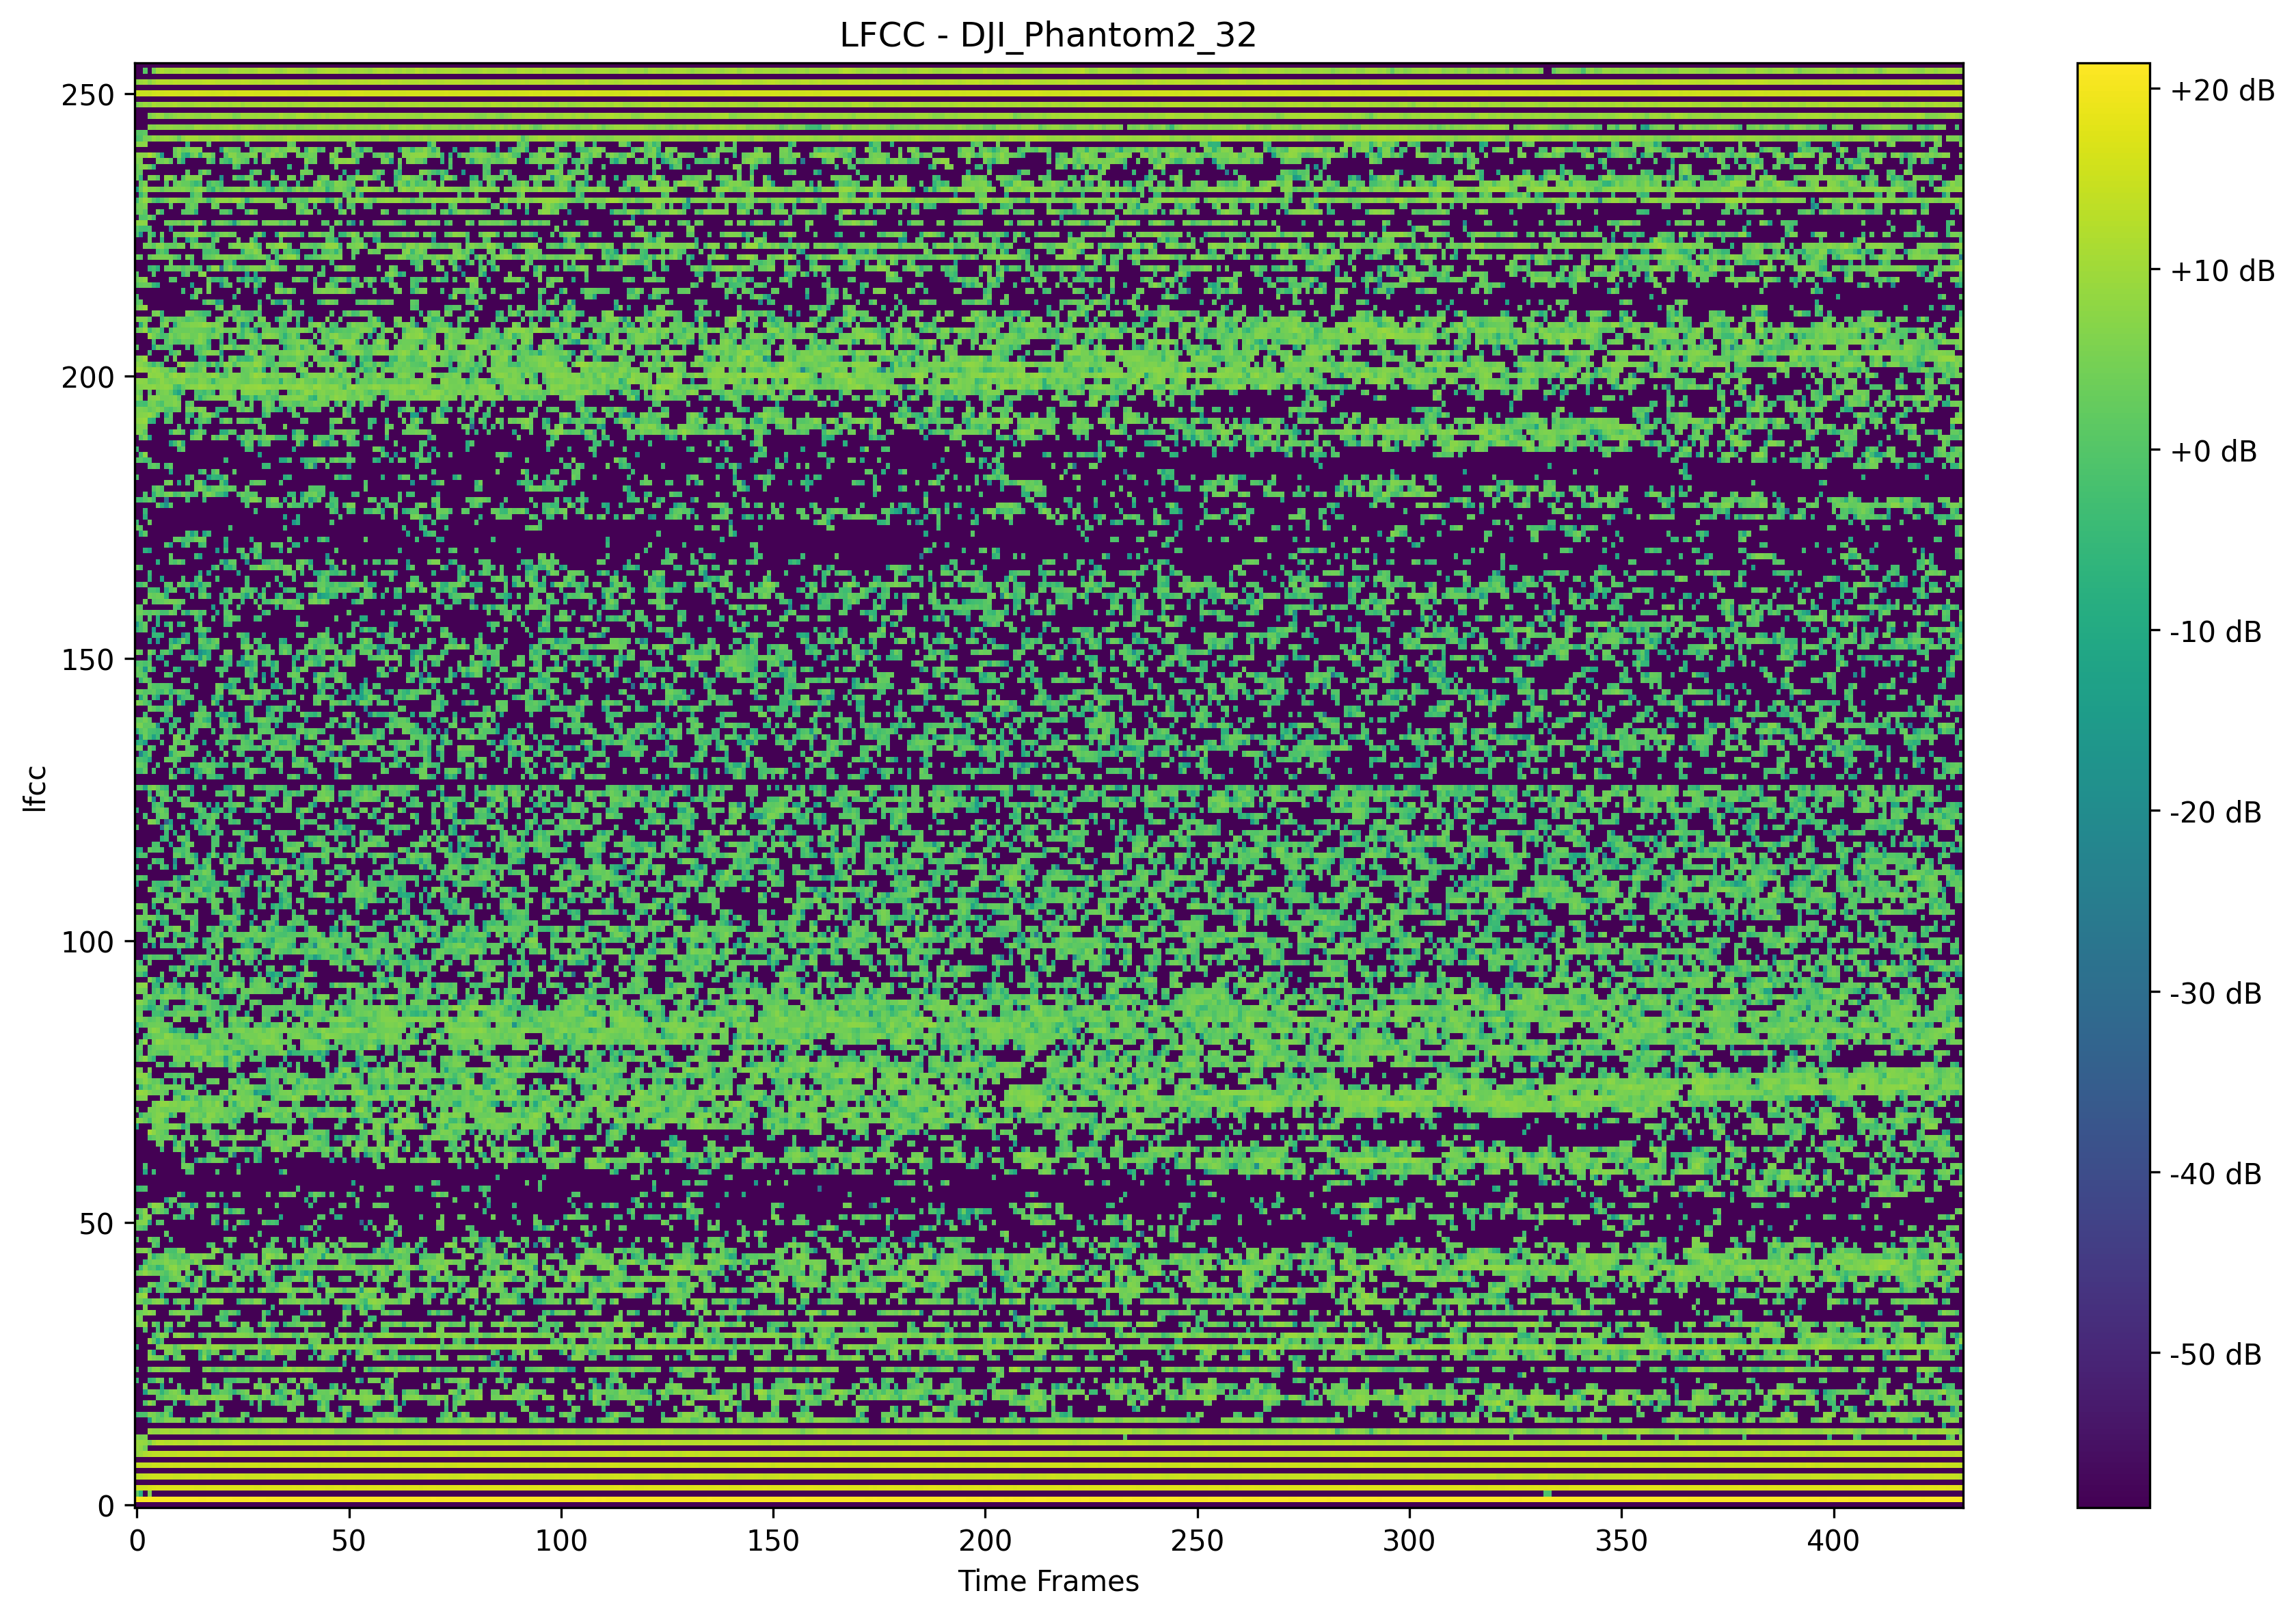 LFCC - DJI_Phantom2_32
250
200
150
100
50
0
lfcc
0 50 100 150 200 250 300 350 400
Time Frames
+20 dB
+10 dB
+0 dB
-10 dB
-20 dB
-30 dB
-40 dB
-50 dB